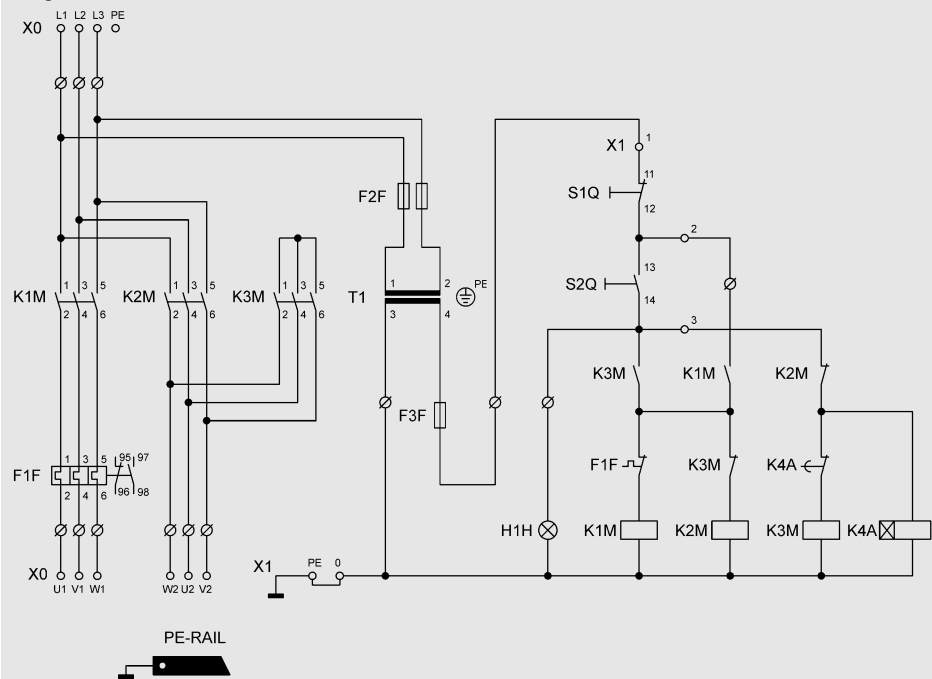 X0 L1 L2 L3 PE
X1 1
11
S1Q
12
2
F2F
13
S2Q
14
1 3 5 1 3 5 1 3 5 1 2 PE
K1M K2M K3M T1
2 4 6 2 4 6 2 4 6 3 4
3
K3M K1M K2M
F3F
1 3 5 95 97
F1F F1F K3M K4A
2 4 6 96 98
H1H K1M K2M K3M K4A
X1 PE 0
X0
U1 V1 W1 W2 U2 V2
PE-RAIL